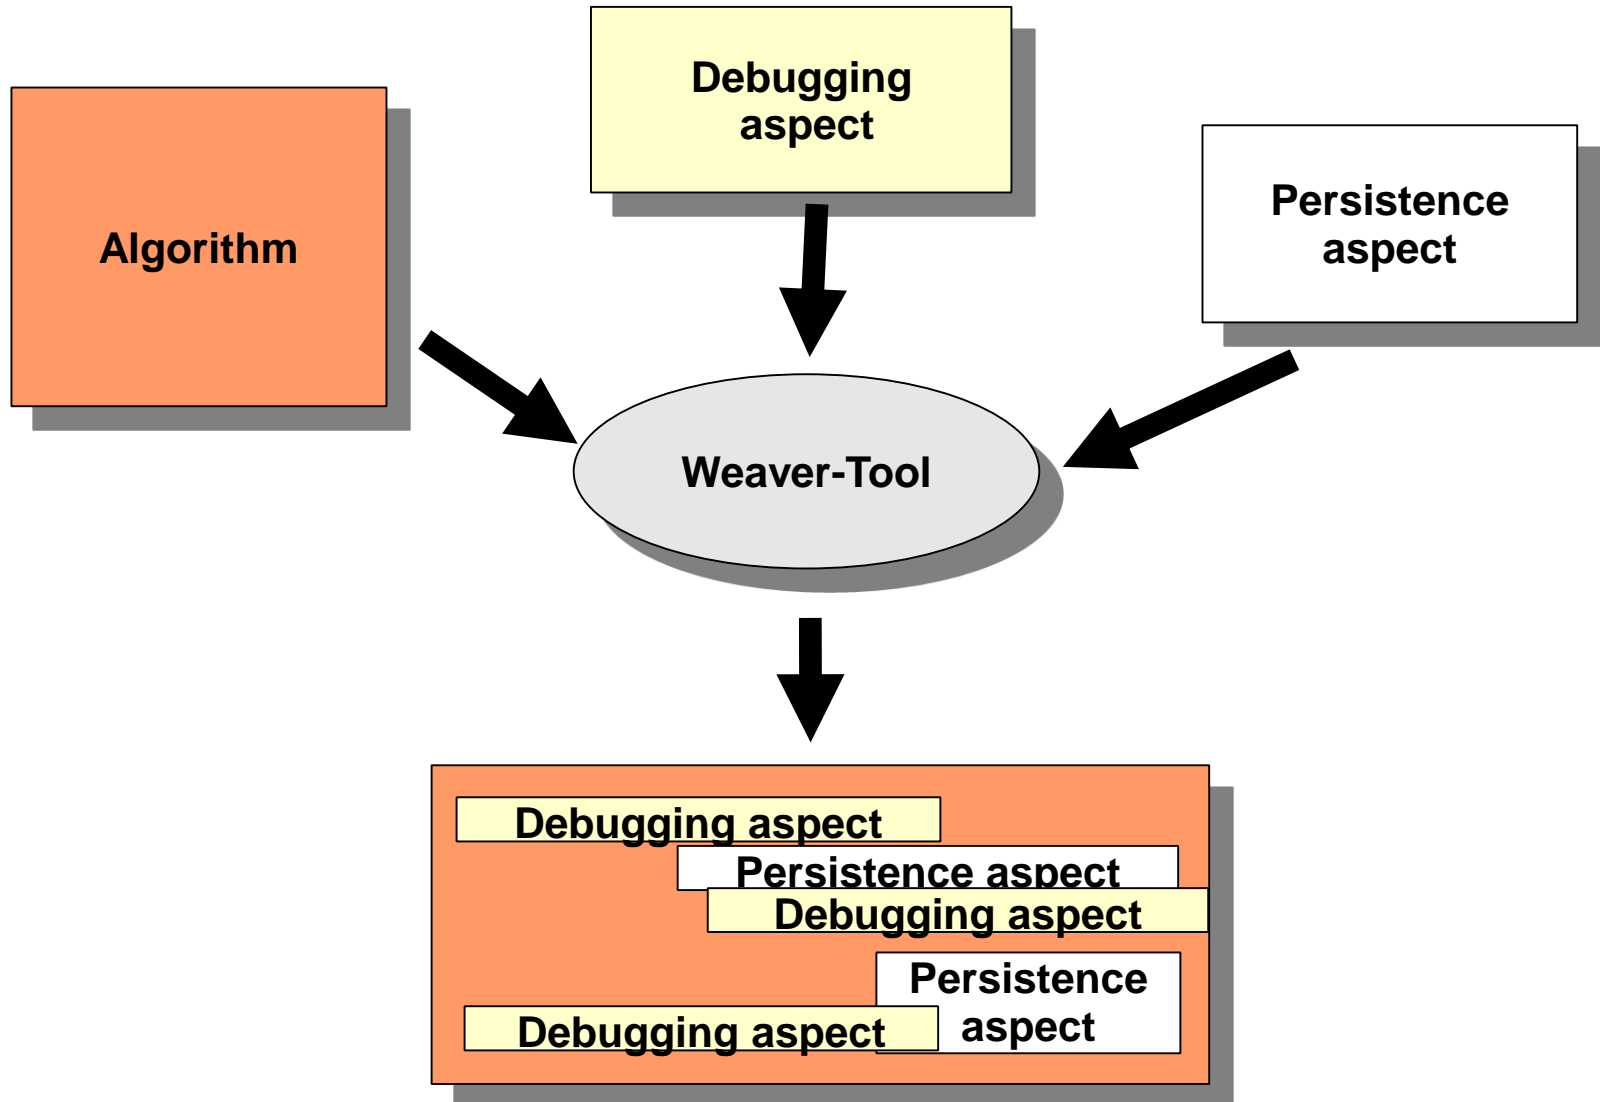 Debugging
aspect
Algorithm
Persistence
aspect
Weaver-Tool
Debugging aspect
Persistence aspect
Debugging aspect
Persistence
aspect
Debugging aspect